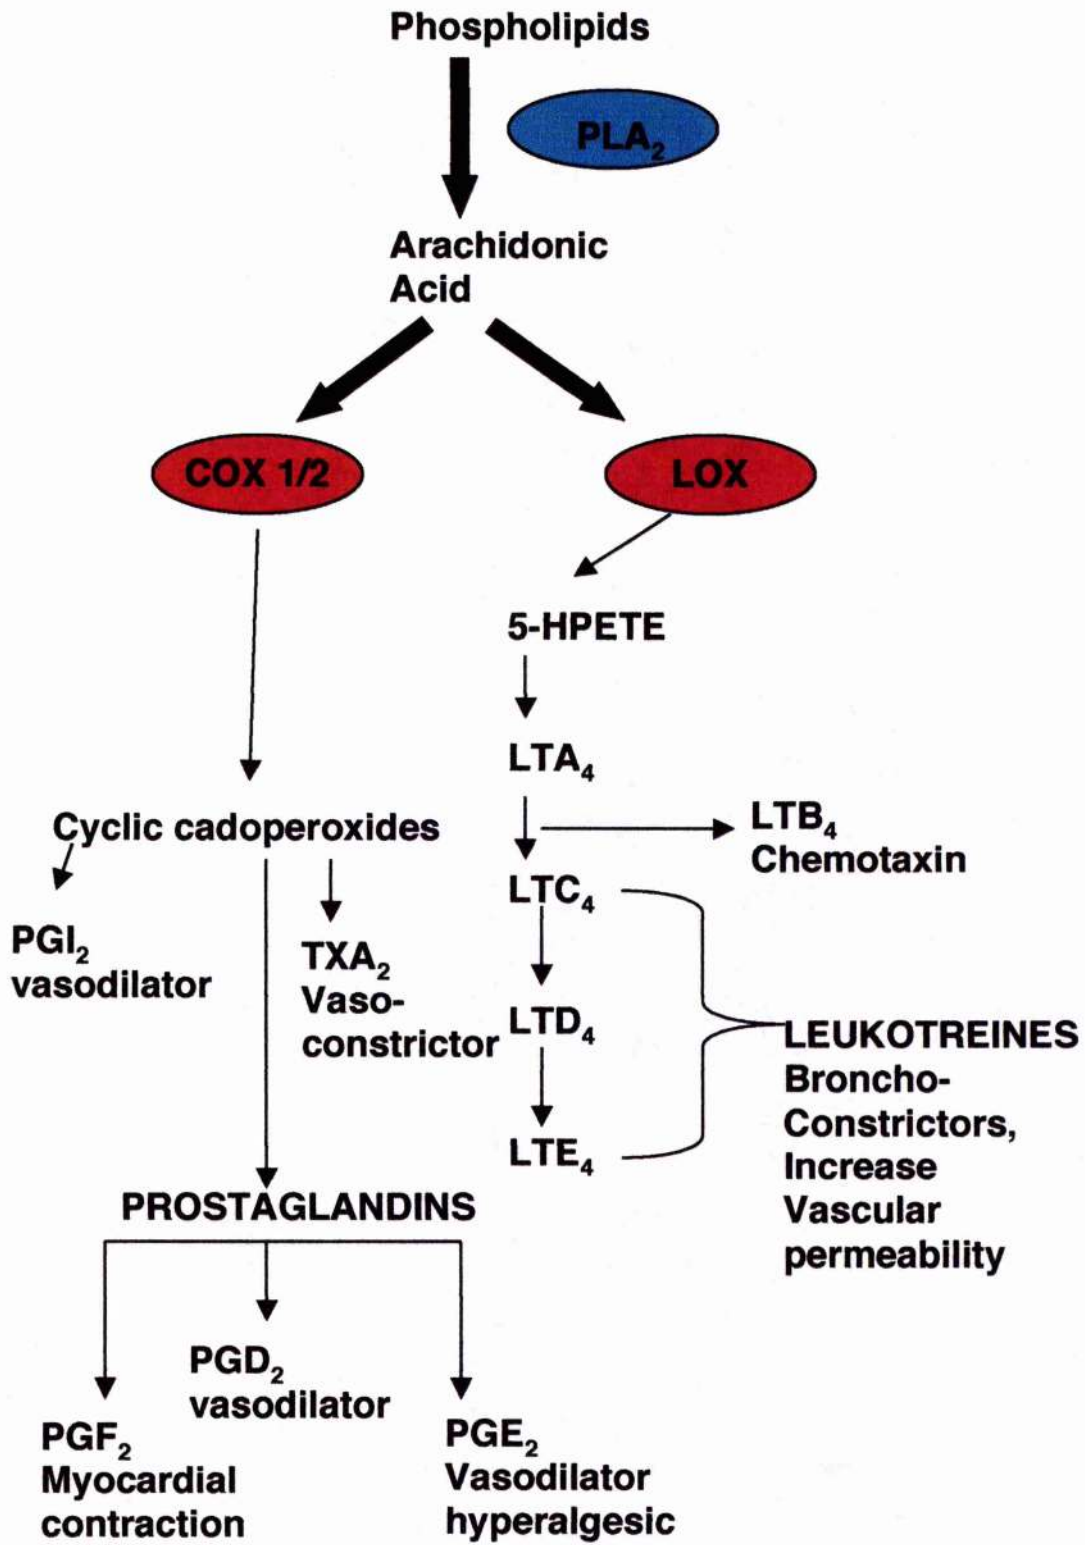 Phospholipids
PLA₂
Arachidonic
Acid
COX 1/2
LOX
5-HPETE
LTA₄
Cyclic cadoperoxides
LTB₄
Chemotaxin
LTC₄
PGI₂
vasodilator
TXA₂
Vaso-
constrictor
LTD₄
LEUKOTREINES
Broncho-
Constrictors,
Increase
Vascular
permeability
LTE₄
PROSTAGLANDINS
PGD₂
vasodilator
PGF₂
Myocardial
contraction
PGE₂
Vasodilator
hyperalgesic